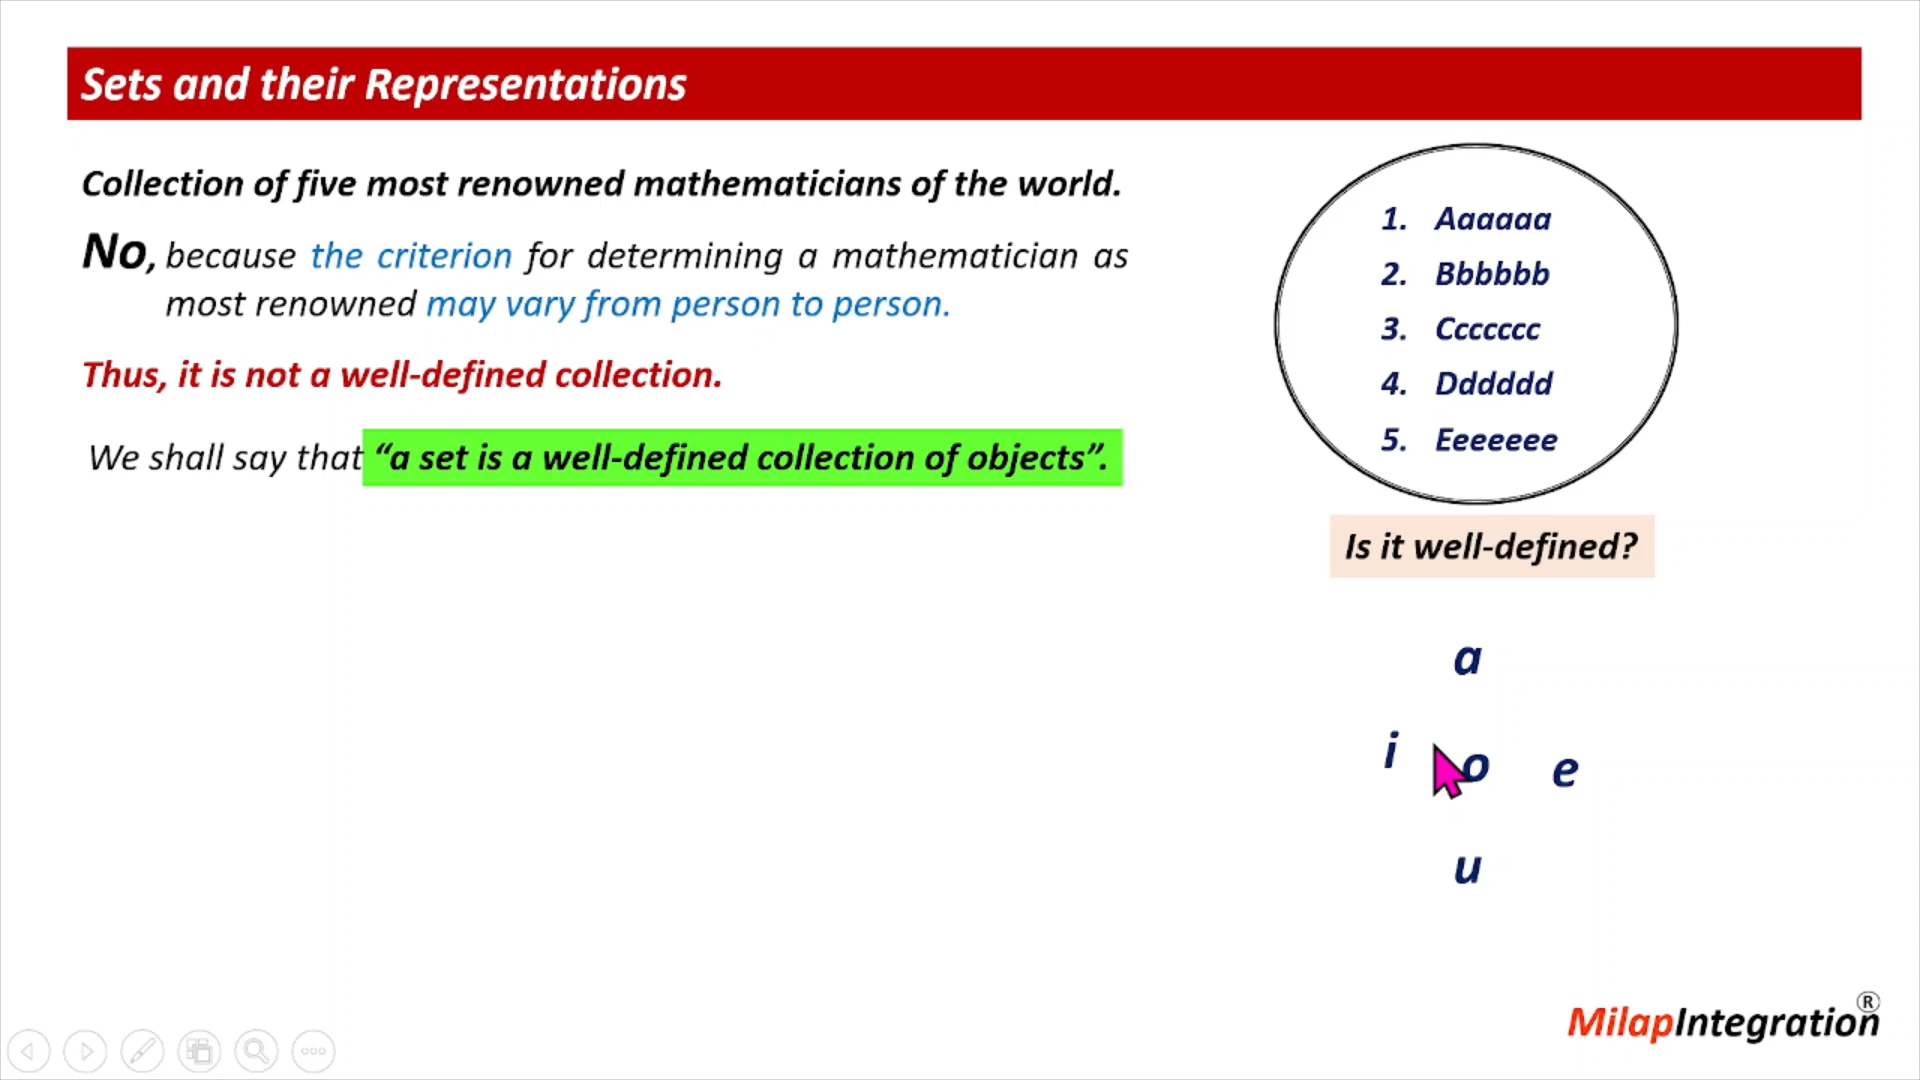 Sets and their Representations
Collection of five most renowned mathematicians of the world.
No, because the criterion for determining a mathematician as
most renowned may vary from person to person.
Thus, it is not a well-defined collection.
We shall say that “a set is a well-defined collection of objects”.
1. Aaaaaa
2. Bbbbbb
3. Ccccccc
4. Dddddd
5. Eeeeeee
Is it well-defined?
a
i o e
u
MilapIntegration®